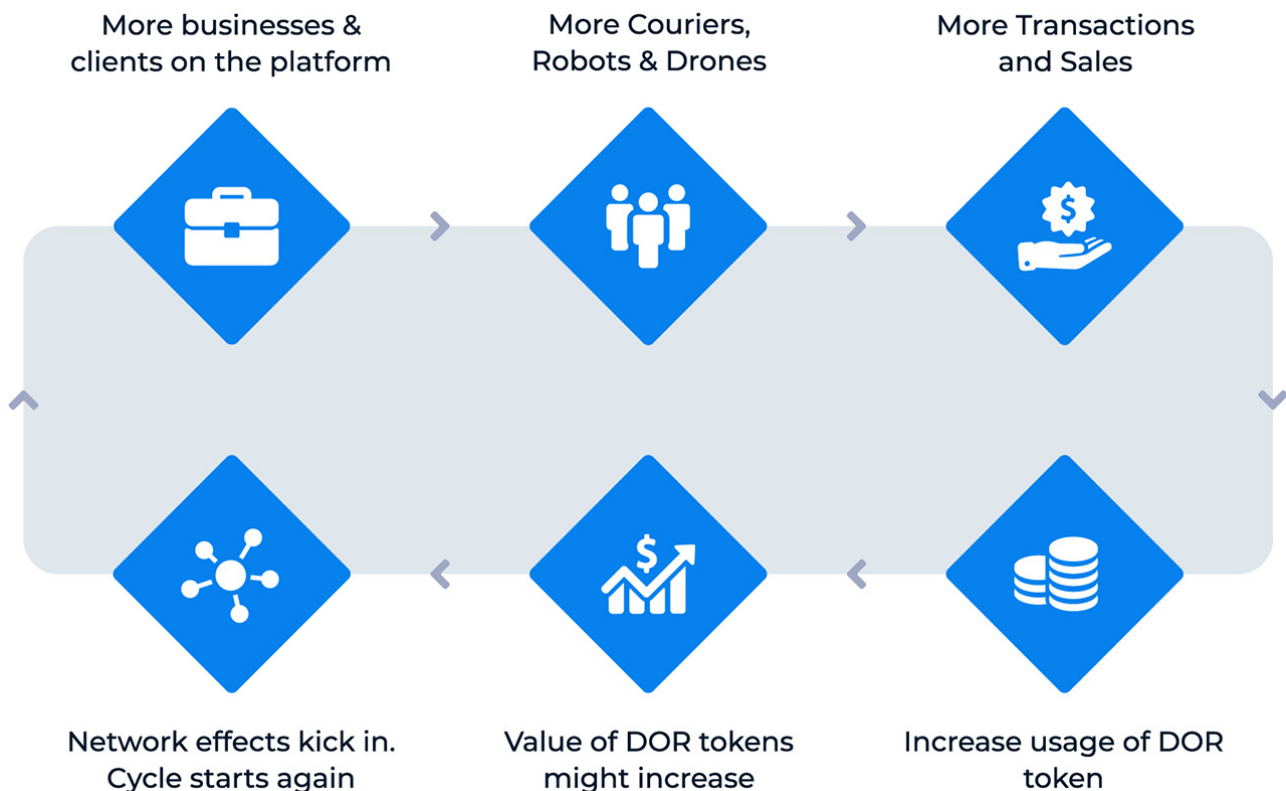 More businesses &
clients on the platform
More Couriers,
Robots & Drones
More Transactions
and Sales
$
$
Network effects kick in.
Cycle starts again
Value of DOR tokens
might increase
Increase usage of DOR
token